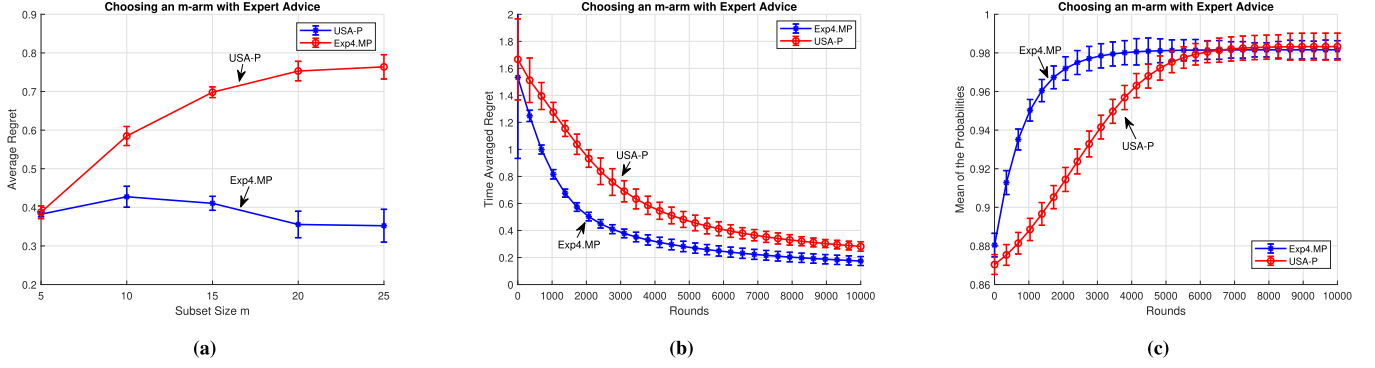 Choosing an m-arm with Expert Advice
0.9
0.8
0.7
0.6
0.5
0.4
0.3
0.2
5
10
15
20
25
Average Regret
Subset Size m
USA-P
Exp4.MP
USA-P
Exp4.MP
(a)
Choosing an m-arm with Expert Advice
2
1.8
1.6
1.4
1.2
1
0.8
0.6
0.4
0.2
0
0
1000
2000
3000
4000
5000
6000
7000
8000
9000
10000
Time Avaraged Regret
Rounds
Exp4.MP
USA-P
USA-P
Exp4.MP
(b)
Choosing an m-arm with Expert Advice
1
0.98
0.96
0.94
0.92
0.9
0.88
0.86
0
1000
2000
3000
4000
5000
6000
7000
8000
9000
10000
Mean of the Probabilities
Rounds
Exp4.MP
USA-P
Exp4.MP
USA-P
(c)